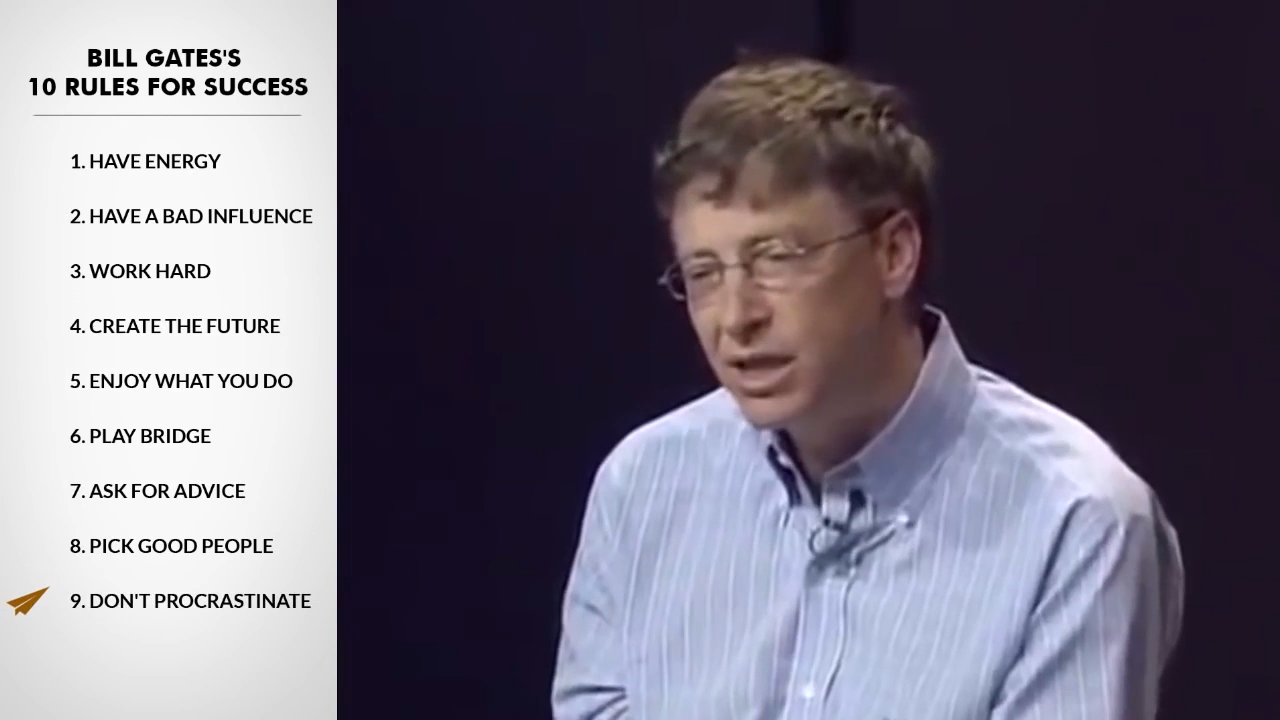 BILL GATES'S
10 RULES FOR SUCCESS
1. HAVE ENERGY
2. HAVE A BAD INFLUENCE
3. WORK HARD
4. CREATE THE FUTURE
5. ENJOY WHAT YOU DO
6. PLAY BRIDGE
7. ASK FOR ADVICE
8. PICK GOOD PEOPLE
9. DON'T PROCRASTINATE